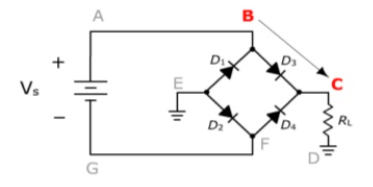 A B
+ D₁ D₃
E C
Vs
− D₂ D₄ RL
F D
G